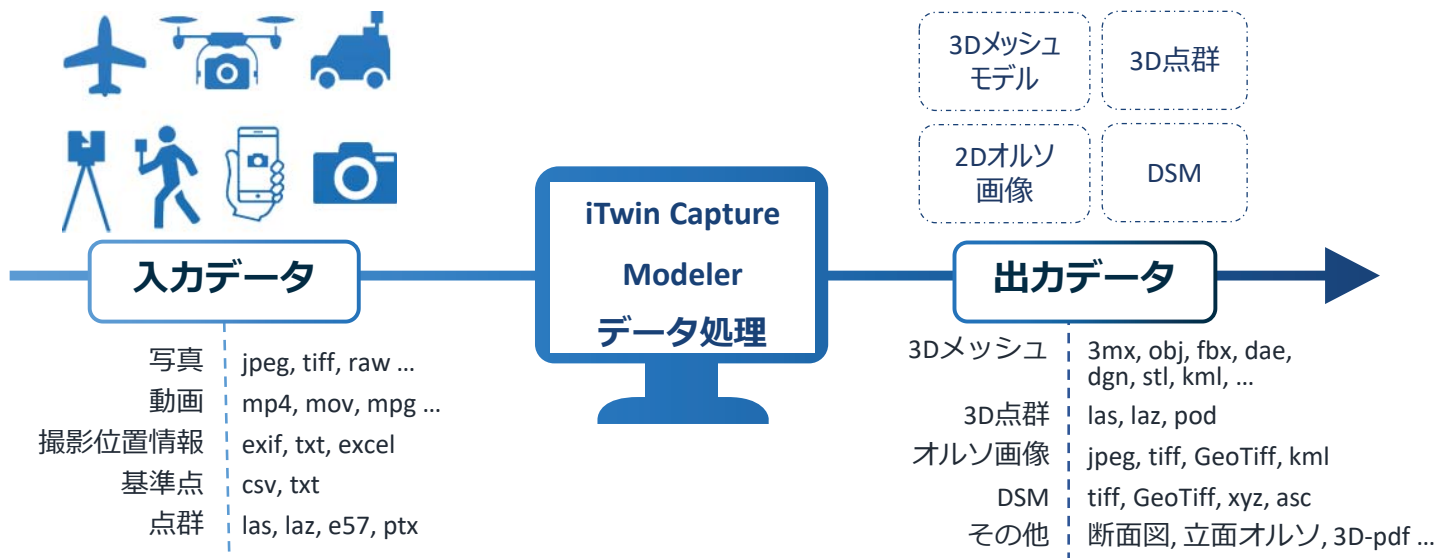 3Dメッシュ
モデル
3D点群
2Dオルソ
画像
DSM
入力データ
iTwin Capture
Modeler
データ処理
出力データ
写真 jpeg, tiff, raw ...
動画 mp4, mov, mpg ...
撮影位置情報 exif, txt, excel
基準点 csv, txt
点群 las, laz, e57, ptx
3Dメッシュ 3mx, obj, fbx, dae,
dgn, stl, kml, ...
3D点群 las, laz, pod
オルソ画像 jpeg, tiff, GeoTiff, kml
DSM tiff, GeoTiff, xyz, asc
その他 断面図, 立面オルソ, 3D-pdf ...